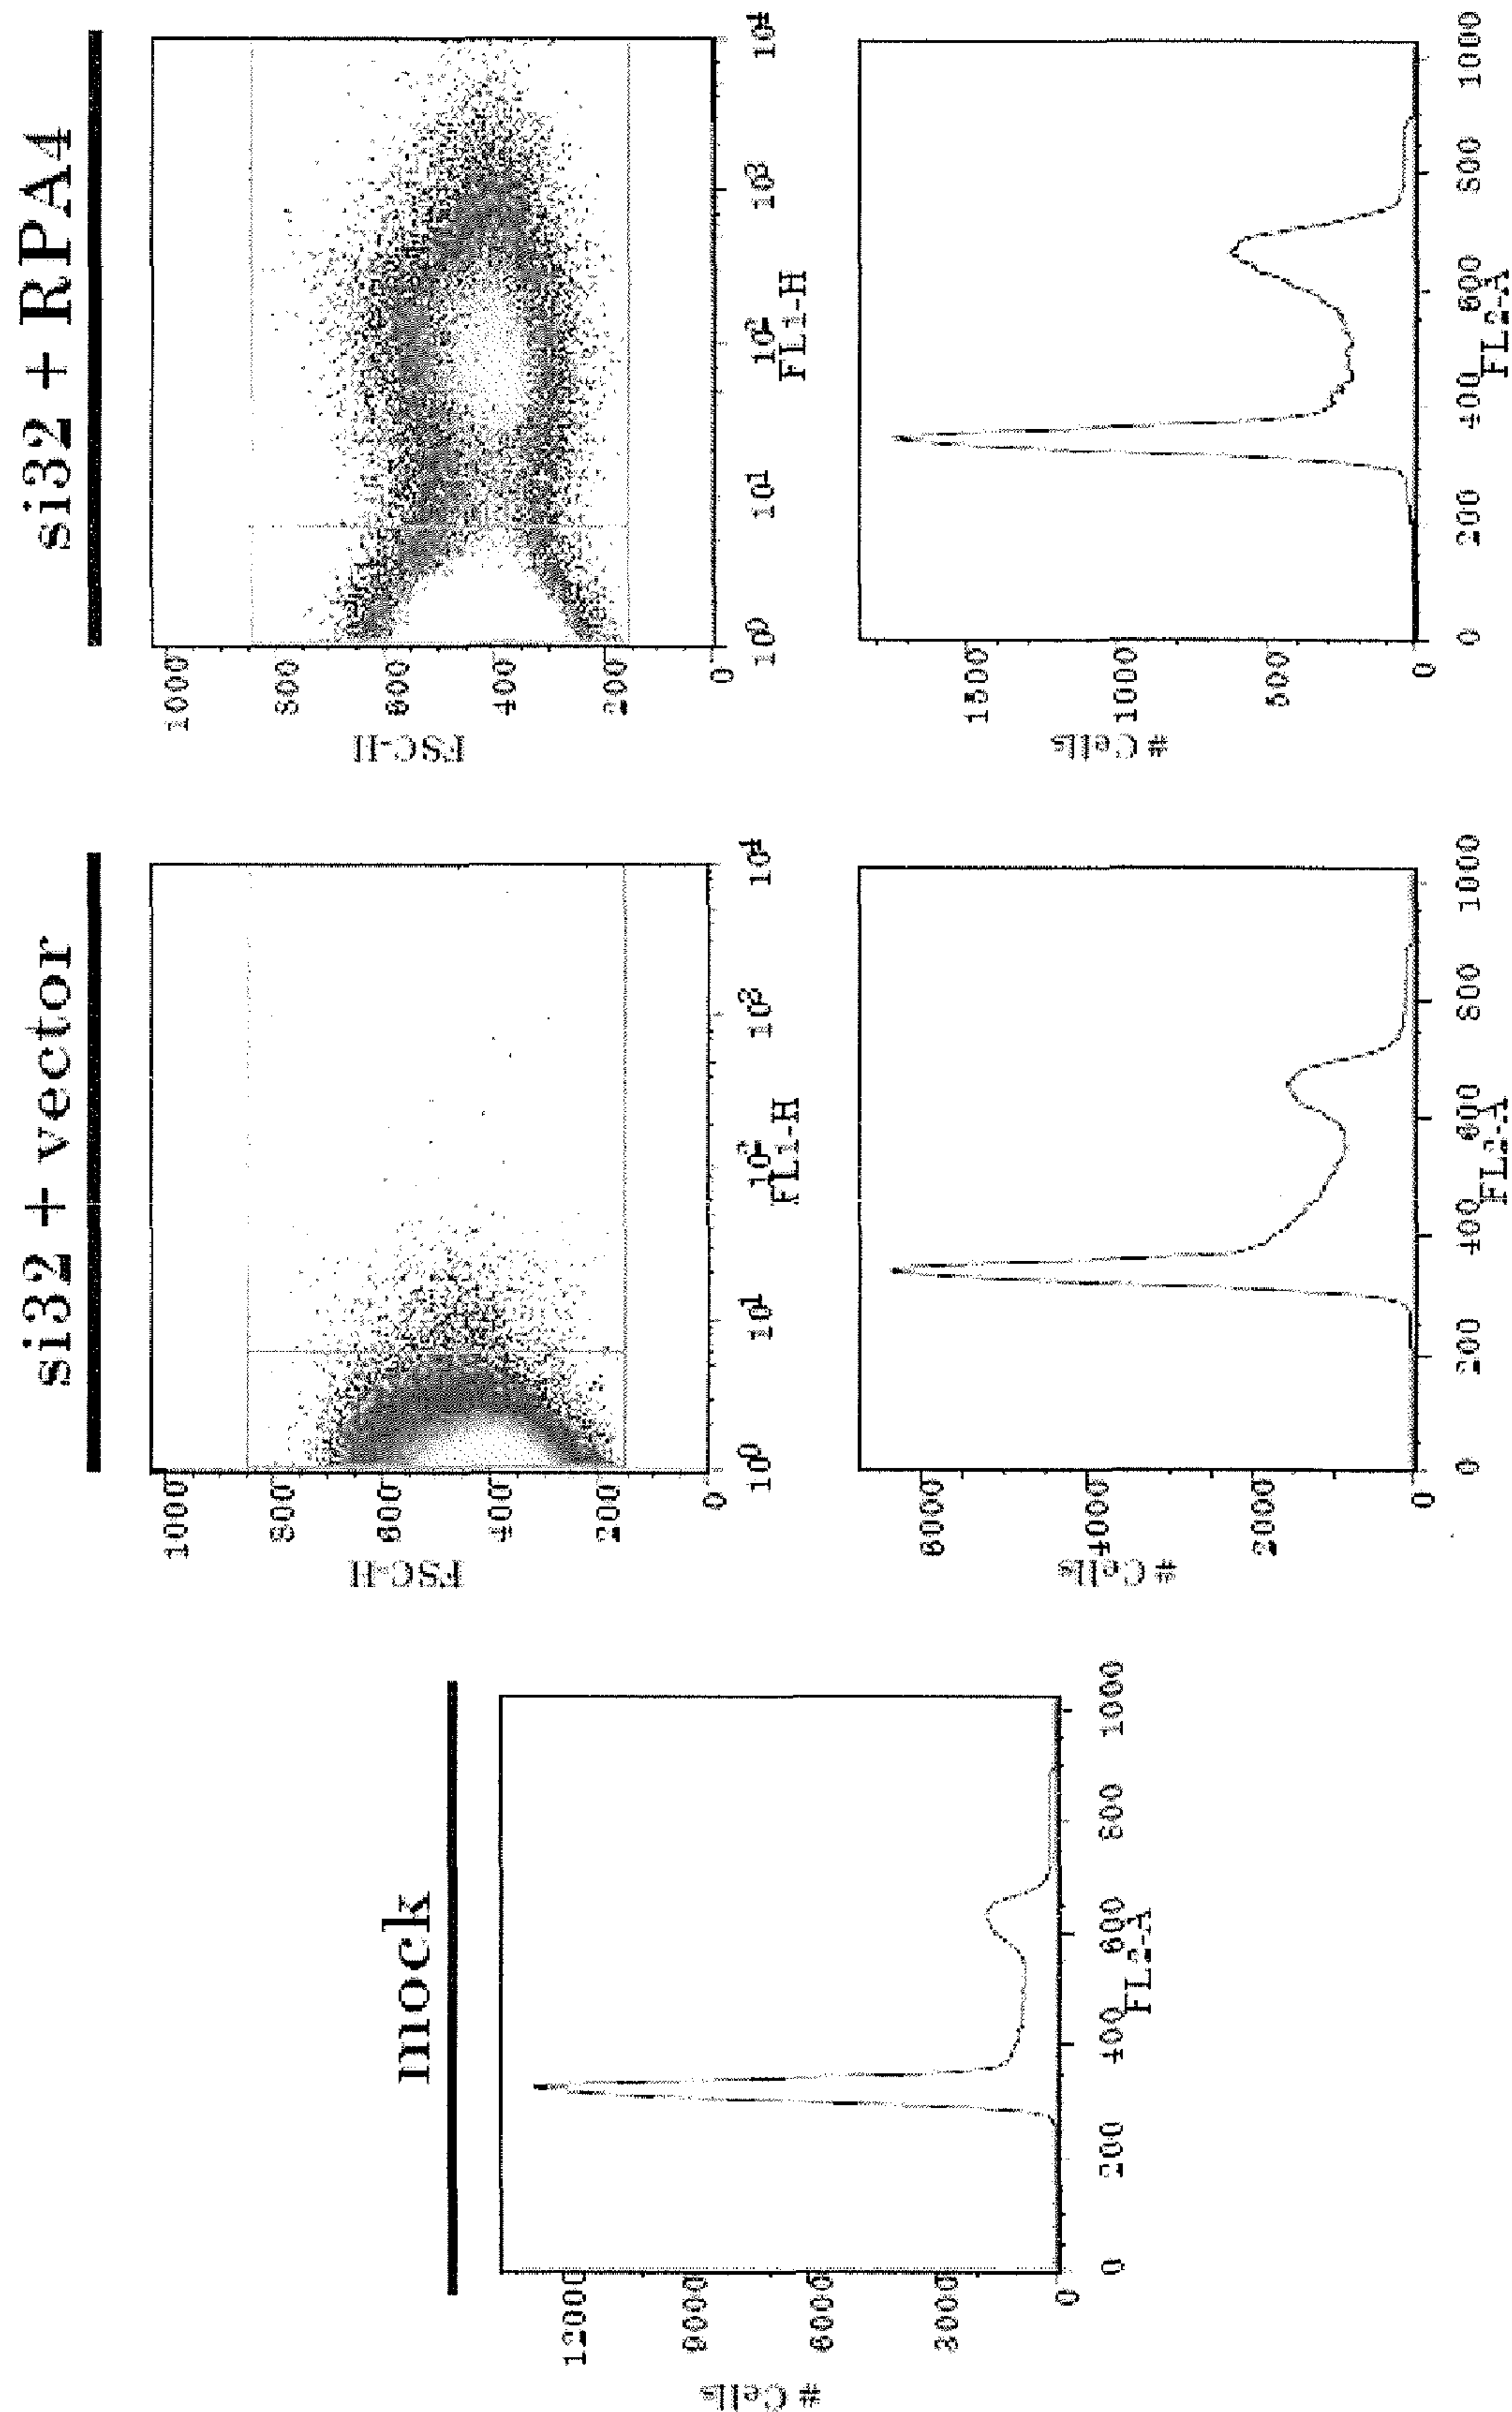 mock
12000
9000
6000
3000
0
# Cells
0 200 400 600 800 1000
FL2-A
si32 + vector
1000
800
600
400
200
0
FSC-H
10⁰ 10¹ 10² 10⁴
FL1-H
6000
4000
2000
0
# Cells
0 200 400 600 800 1000
FL2-A
si32 + RPA4
1000
800
600
400
200
0
FSC-H
10⁰ 10¹ 10² 10³ 10⁴
FL1-H
1500
1000
500
0
# Cells
0 200 400 600 800 1000
FL2-A